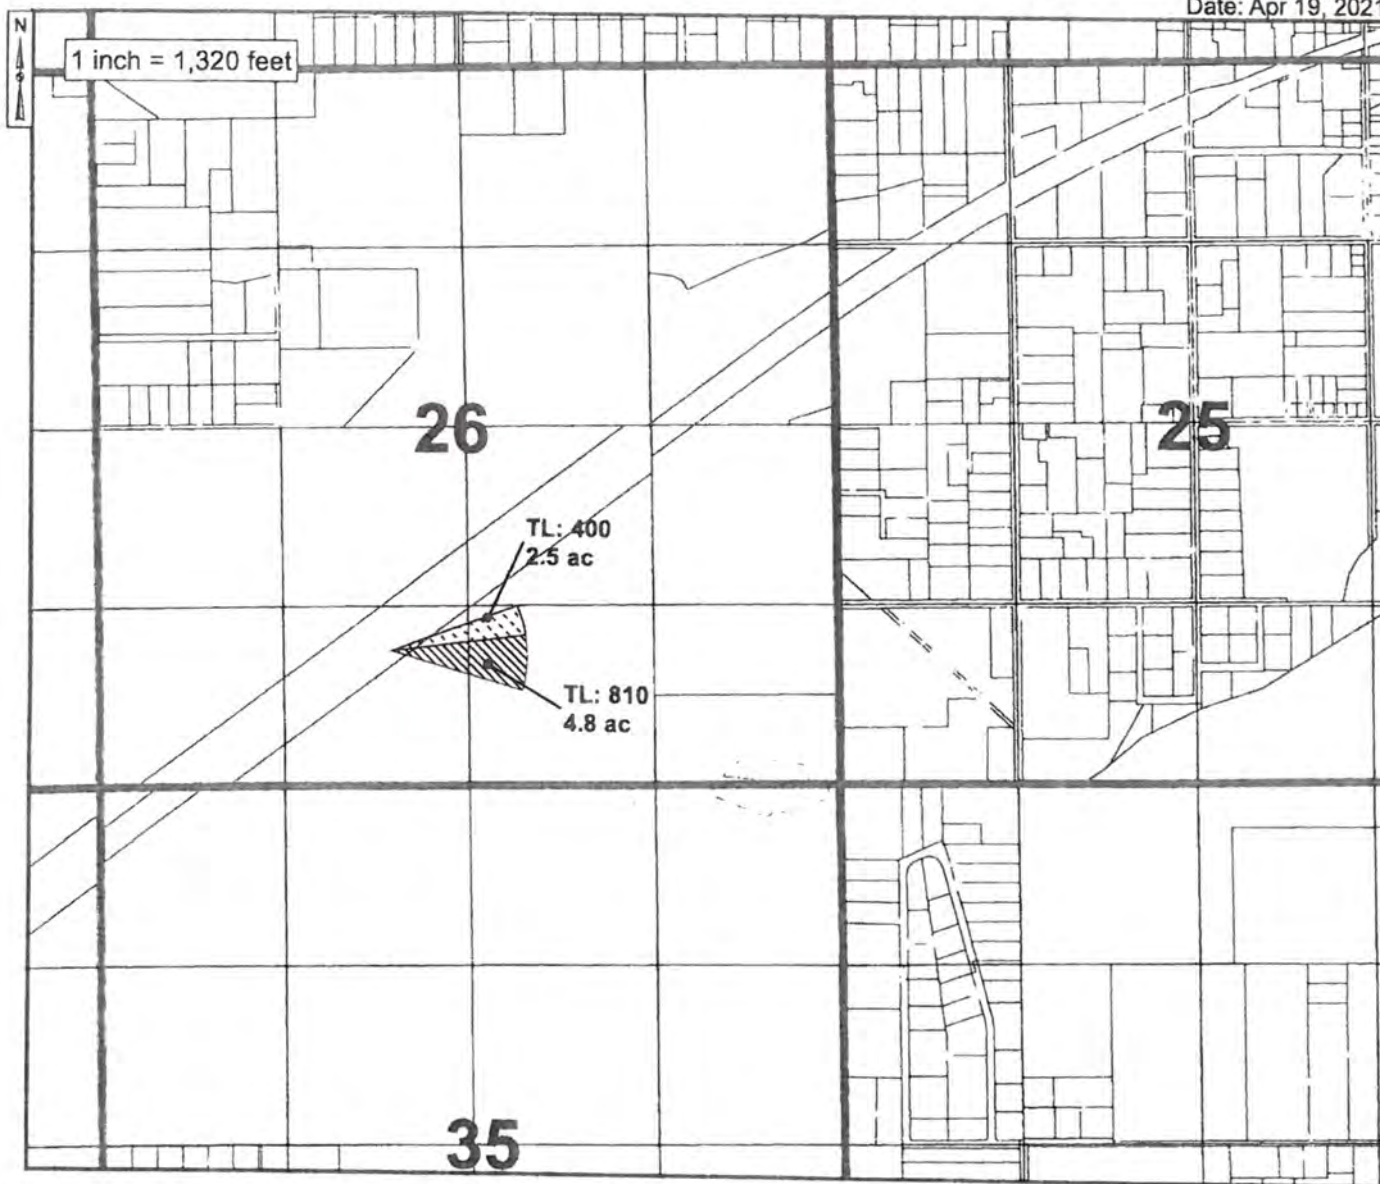 Date: Apr 19, 2021
N
1 inch = 1,320 feet
26
25
TL: 400
2.5 ac
TL: 810
4.8 ac
35